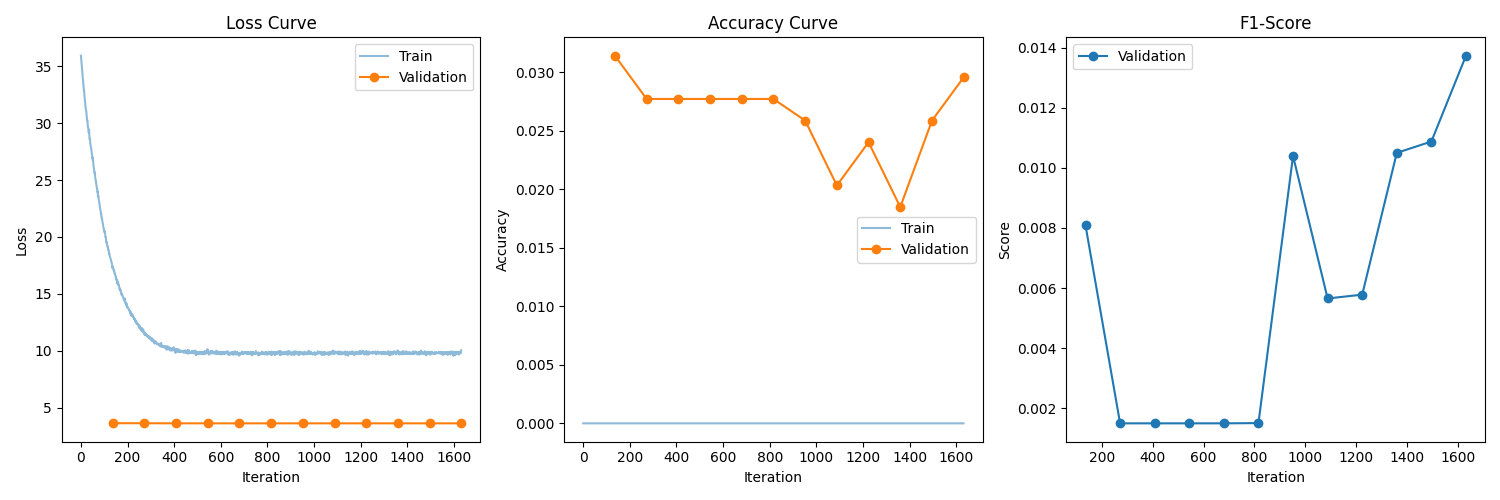 Loss Curve
Train
Validation
35
30
25
20
15
10
5
Loss
0 200 400 600 800 1000 1200 1400 1600
Iteration
Accuracy Curve
0.030
0.025
0.020
0.015
0.010
0.005
0.000
Accuracy
Train
Validation
0 200 400 600 800 1000 1200 1400 1600
Iteration
F1-Score
Validation
0.014
0.012
0.010
0.008
0.006
0.004
0.002
Score
200 400 600 800 1000 1200 1400 1600
Iteration